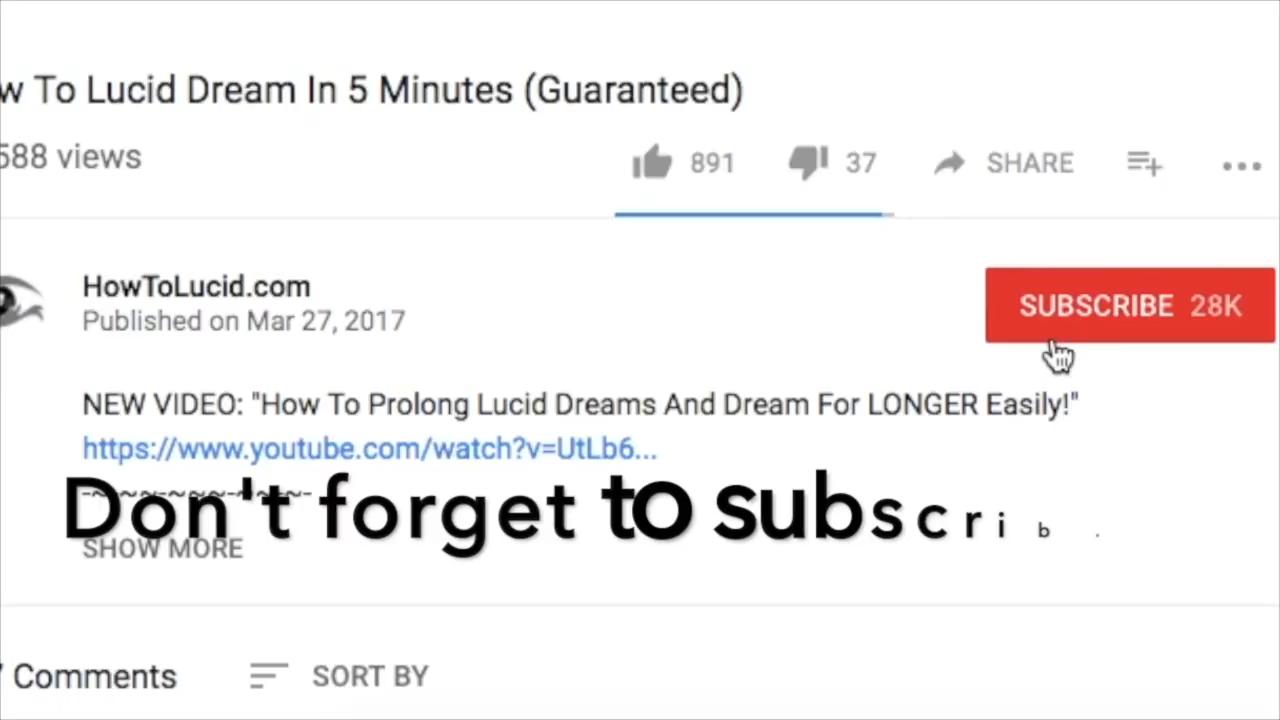 w To Lucid Dream In 5 Minutes (Guaranteed)
588 views
891 37 SHARE
HowToLucid.com
Published on Mar 27, 2017
SUBSCRIBE 28K
NEW VIDEO: "How To Prolong Lucid Dreams And Dream For LONGER Easily!"
https://www.youtube.com/watch?v=UtLb6...
Don't forget to subscrib
SHOW MORE
Comments
SORT BY